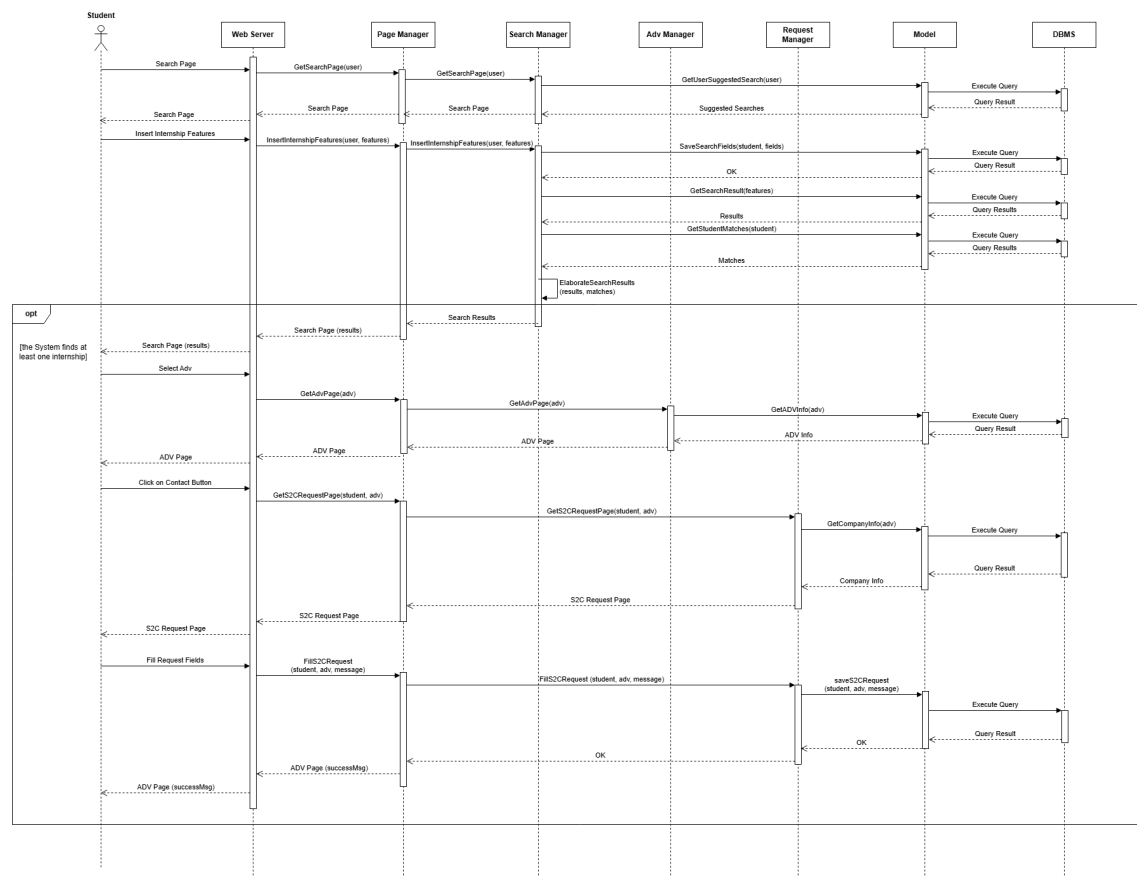 Student
Web Server
Page Manager
Search Manager
Adv Manager
Request
Manager
Model
DBMS
Search Page
GetSearchPage(user)
GetSearchPage(user)
GetUserSuggestedSearch(user)
Execute Query
Query Result
Suggested Searches
Search Page
Search Page
Search Page
Insert Internship Features
InsertInternshipFeatures(user, features)
InsertInternshipFeatures(user, features)
SaveSearchFields(student, fields)
Execute Query
Query Result
OK
GetSearchResult(features)
Execute Query
Query Results
Results
GetStudentMatches(student)
Execute Query
Query Results
Matches
ElaborateSearchResults
(results, matches)
opt
[the System finds at
least one internship]
Search Results
Search Page (results)
Search Page (results)
Select Adv
GetAdvPage(adv)
GetAdvPage(adv)
GetADVInfo(adv)
Execute Query
Query Result
ADV Info
ADV Page
ADV Page
ADV Page
Click on Contact Button
GetS2CRequestPage(student, adv)
GetS2CRequestPage(student, adv)
GetCompanyInfo(adv)
Execute Query
Query Result
Company Info
S2C Request Page
S2C Request Page
S2C Request Page
Fill Request Fields
FillS2CRequest
(student, adv, message)
FillS2CRequest (student, adv, message)
saveS2CRequest
(student, adv, message)
Execute Query
Query Result
OK
OK
ADV Page (successMsg)
ADV Page (successMsg)